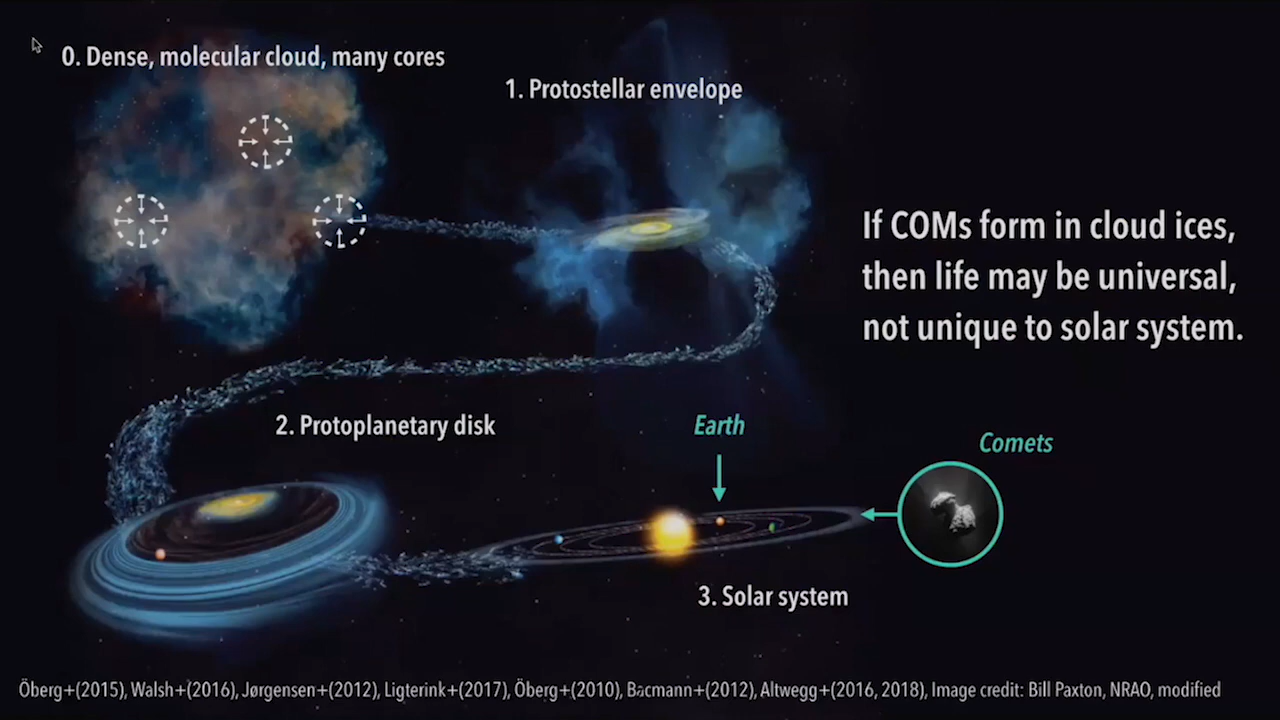 0. Dense, molecular cloud, many cores
1. Protostellar envelope
If COMs form in cloud ices,
then life may be universal,
not unique to solar system.
2. Protoplanetary disk
Earth
Comets
3. Solar system
Öberg+(2015), Walsh+(2016), Jørgensen+(2012), Ligterink+(2017), Öberg+(2010), Bacmann+(2012), Altwegg+(2016, 2018), Image credit: Bill Paxton, NRAO, modified